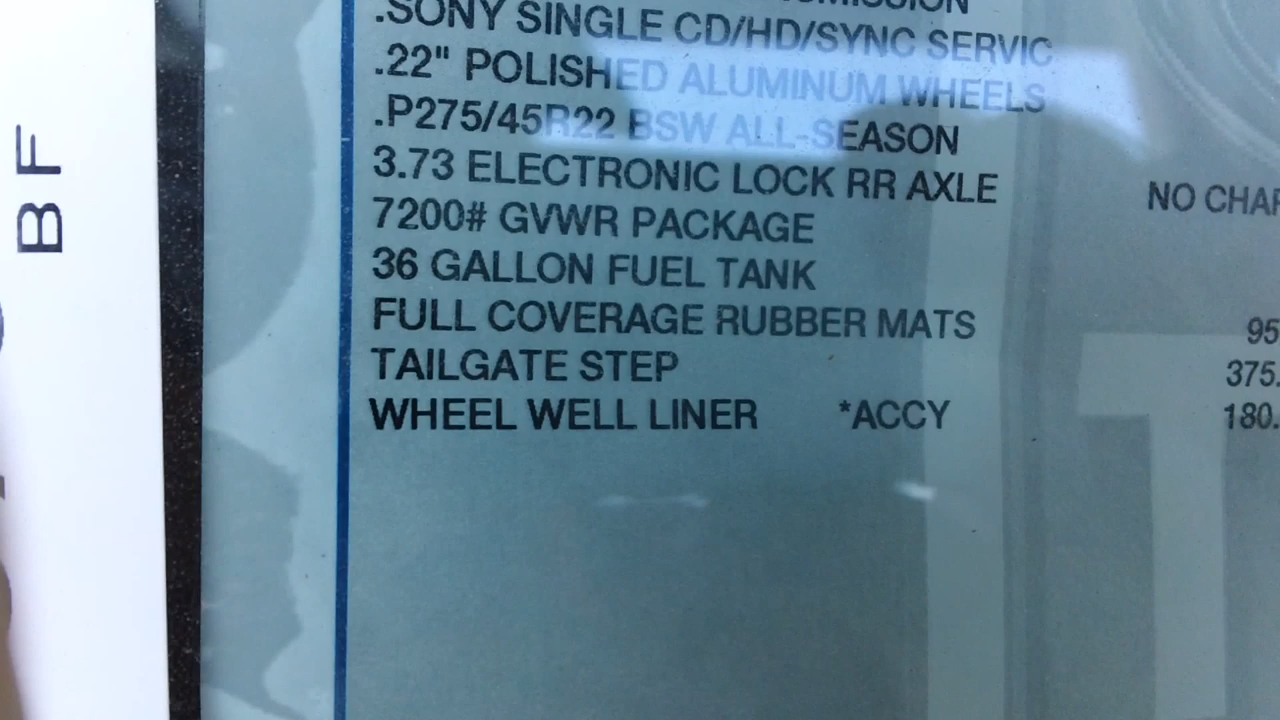 .SONY SINGLE CD/HD/SYNC SERVIC
.22" POLISHED ALUMINUM WHEELS
.P275/45R22 BSW ALL-SEASON
3.73 ELECTRONIC LOCK RR AXLE NO CHAR
7200# GVWR PACKAGE
36 GALLON FUEL TANK
FULL COVERAGE RUBBER MATS 95
TAILGATE STEP 375.
WHEEL WELL LINER *ACCY 180.
BF